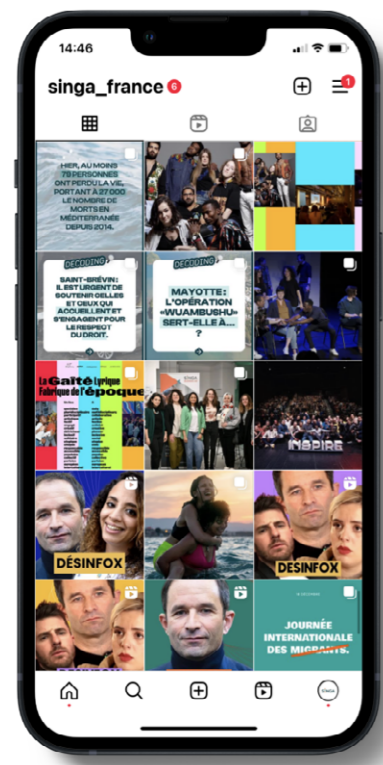 14:46
singa_france 6
9
HIER, AU MOINS
79 PERSONNES
ONT PERDU LA VIE,
PORTANT À 27 000
LE NOMBRE DE
MORTS EN
MÉDITERRANÉE
DEPUIS 2014.
DECODING
SAINT-BRÉVIN :
IL EST URGENT DE
SOUTENIR CELLES
ET CEUX QUI
ACCUEILLENT ET
S'ENGAGENT POUR
LE RESPECT
DU DROIT.
DECODING
MAYOTTE :
L'OPÉRATION
«WUAMBUSHU»
SERT-ELLE À...
?
La Gaîté Lyrique
Fabrique de l'époque
INSPIRE
DÉSINFOX
DESINFOX
JOURNÉE
INTERNATIONALE
DES MIGRANTS.